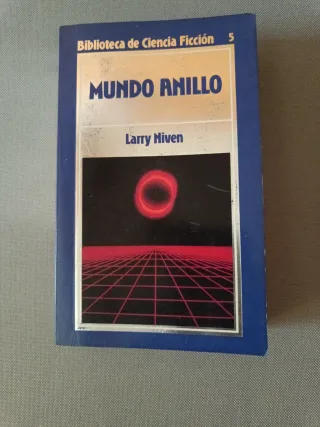 Biblioteca de Ciencia Ficción 5
MUNDO ANILLO
Larry Niven